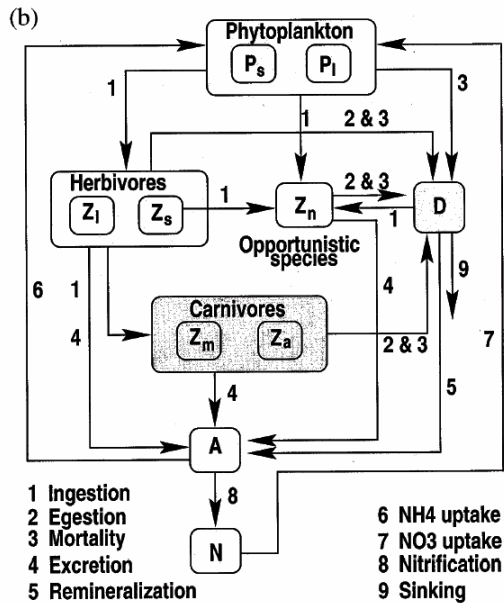 (b)
Phytoplankton
Ps Pl
1
1
3
2 & 3
Herbivores
Zl Zs
1
Zn
2 & 3
1
D
Opportunistic
species
6
1
4
4
9
7
Carnivores
Zm Za
2 & 3
4
5
A
8
N
1 Ingestion
2 Egestion
3 Mortality
4 Excretion
5 Remineralization
6 NH4 uptake
7 NO3 uptake
8 Nitrification
9 Sinking